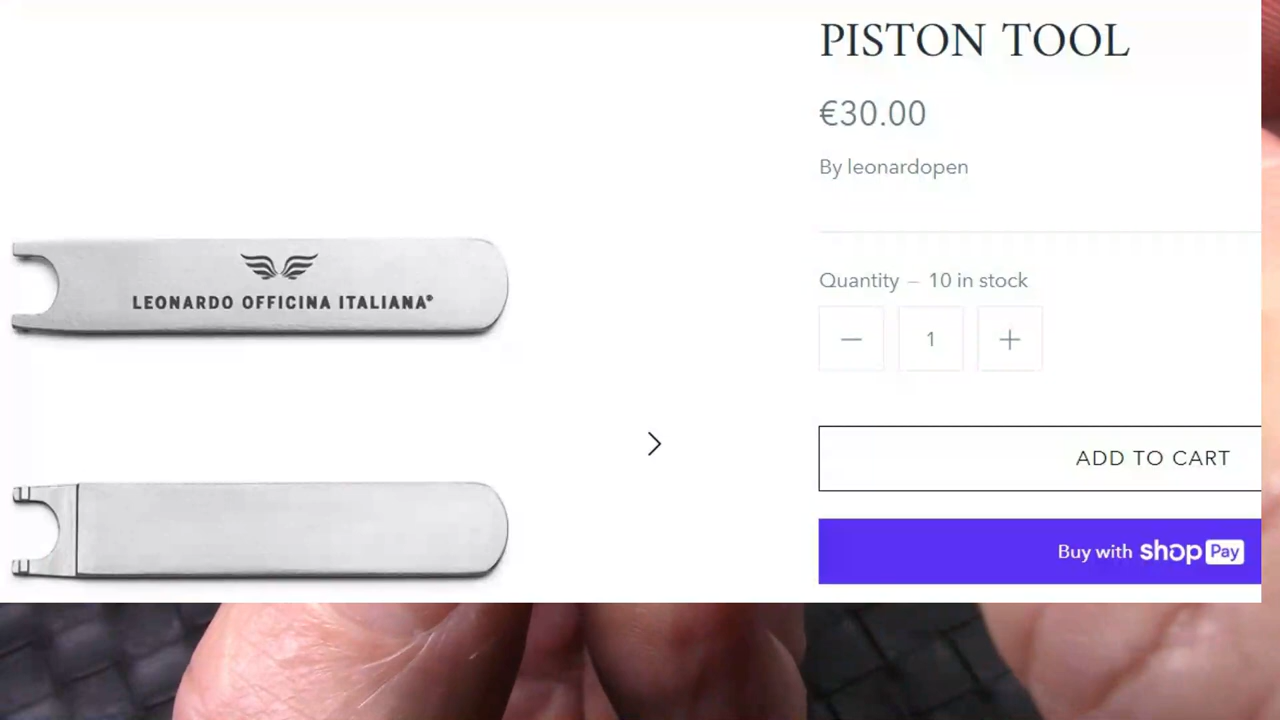 PISTON TOOL
€30.00
By leonardopen
LEONARDO OFFICINA ITALIANA®
Quantity – 10 in stock
1
ADD TO CART
Buy with shop Pay